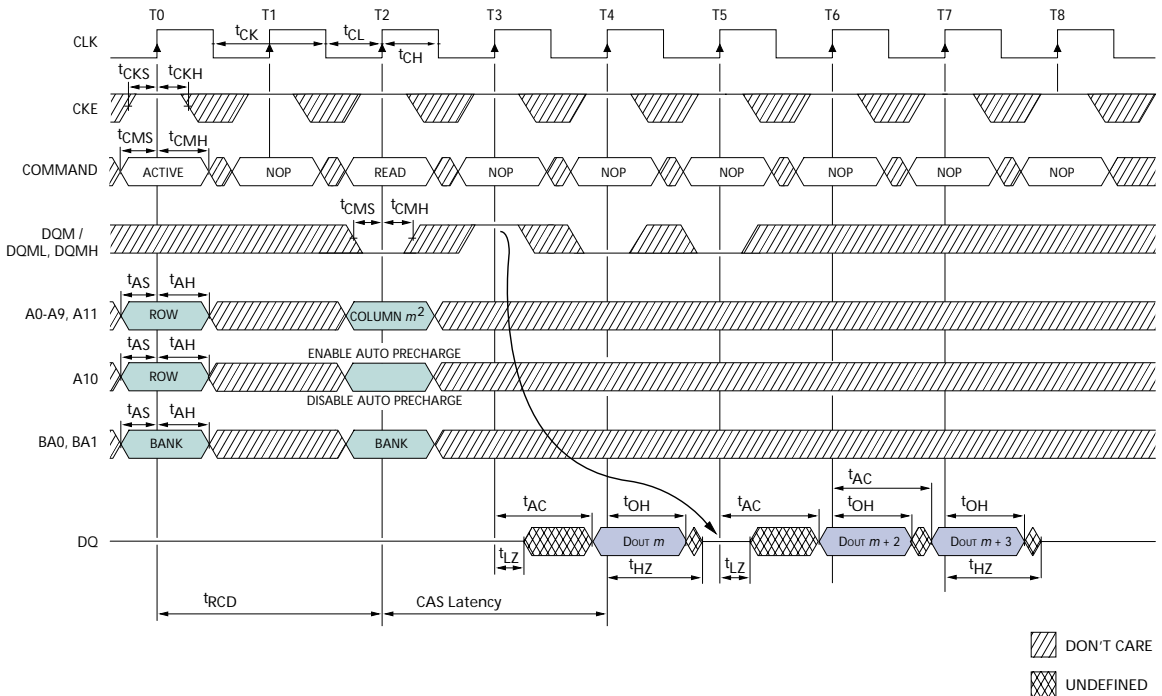 T0 T1 T2 T3 T4 T5 T6 T7 T8
CLK
tCK tCL
tCH
tCKS tCKH
CKE
tCMS tCMH
COMMAND
ACTIVE NOP READ NOP NOP NOP NOP NOP NOP
tCMS tCMH
DQM /
DQML, DQMH
tAS tAH
A0-A9, A11
ROW COLUMN m2
tAS tAH
ENABLE AUTO PRECHARGE
A10
ROW
DISABLE AUTO PRECHARGE
tAS tAH
BA0, BA1
BANK BANK
tAC
tAC tOH tAC tOH tOH
DQ
DOUT m DOUT m + 2 DOUT m + 3
tLZ tHZ tLZ tHZ
tRCD CAS Latency
DON'T CARE
UNDEFINED